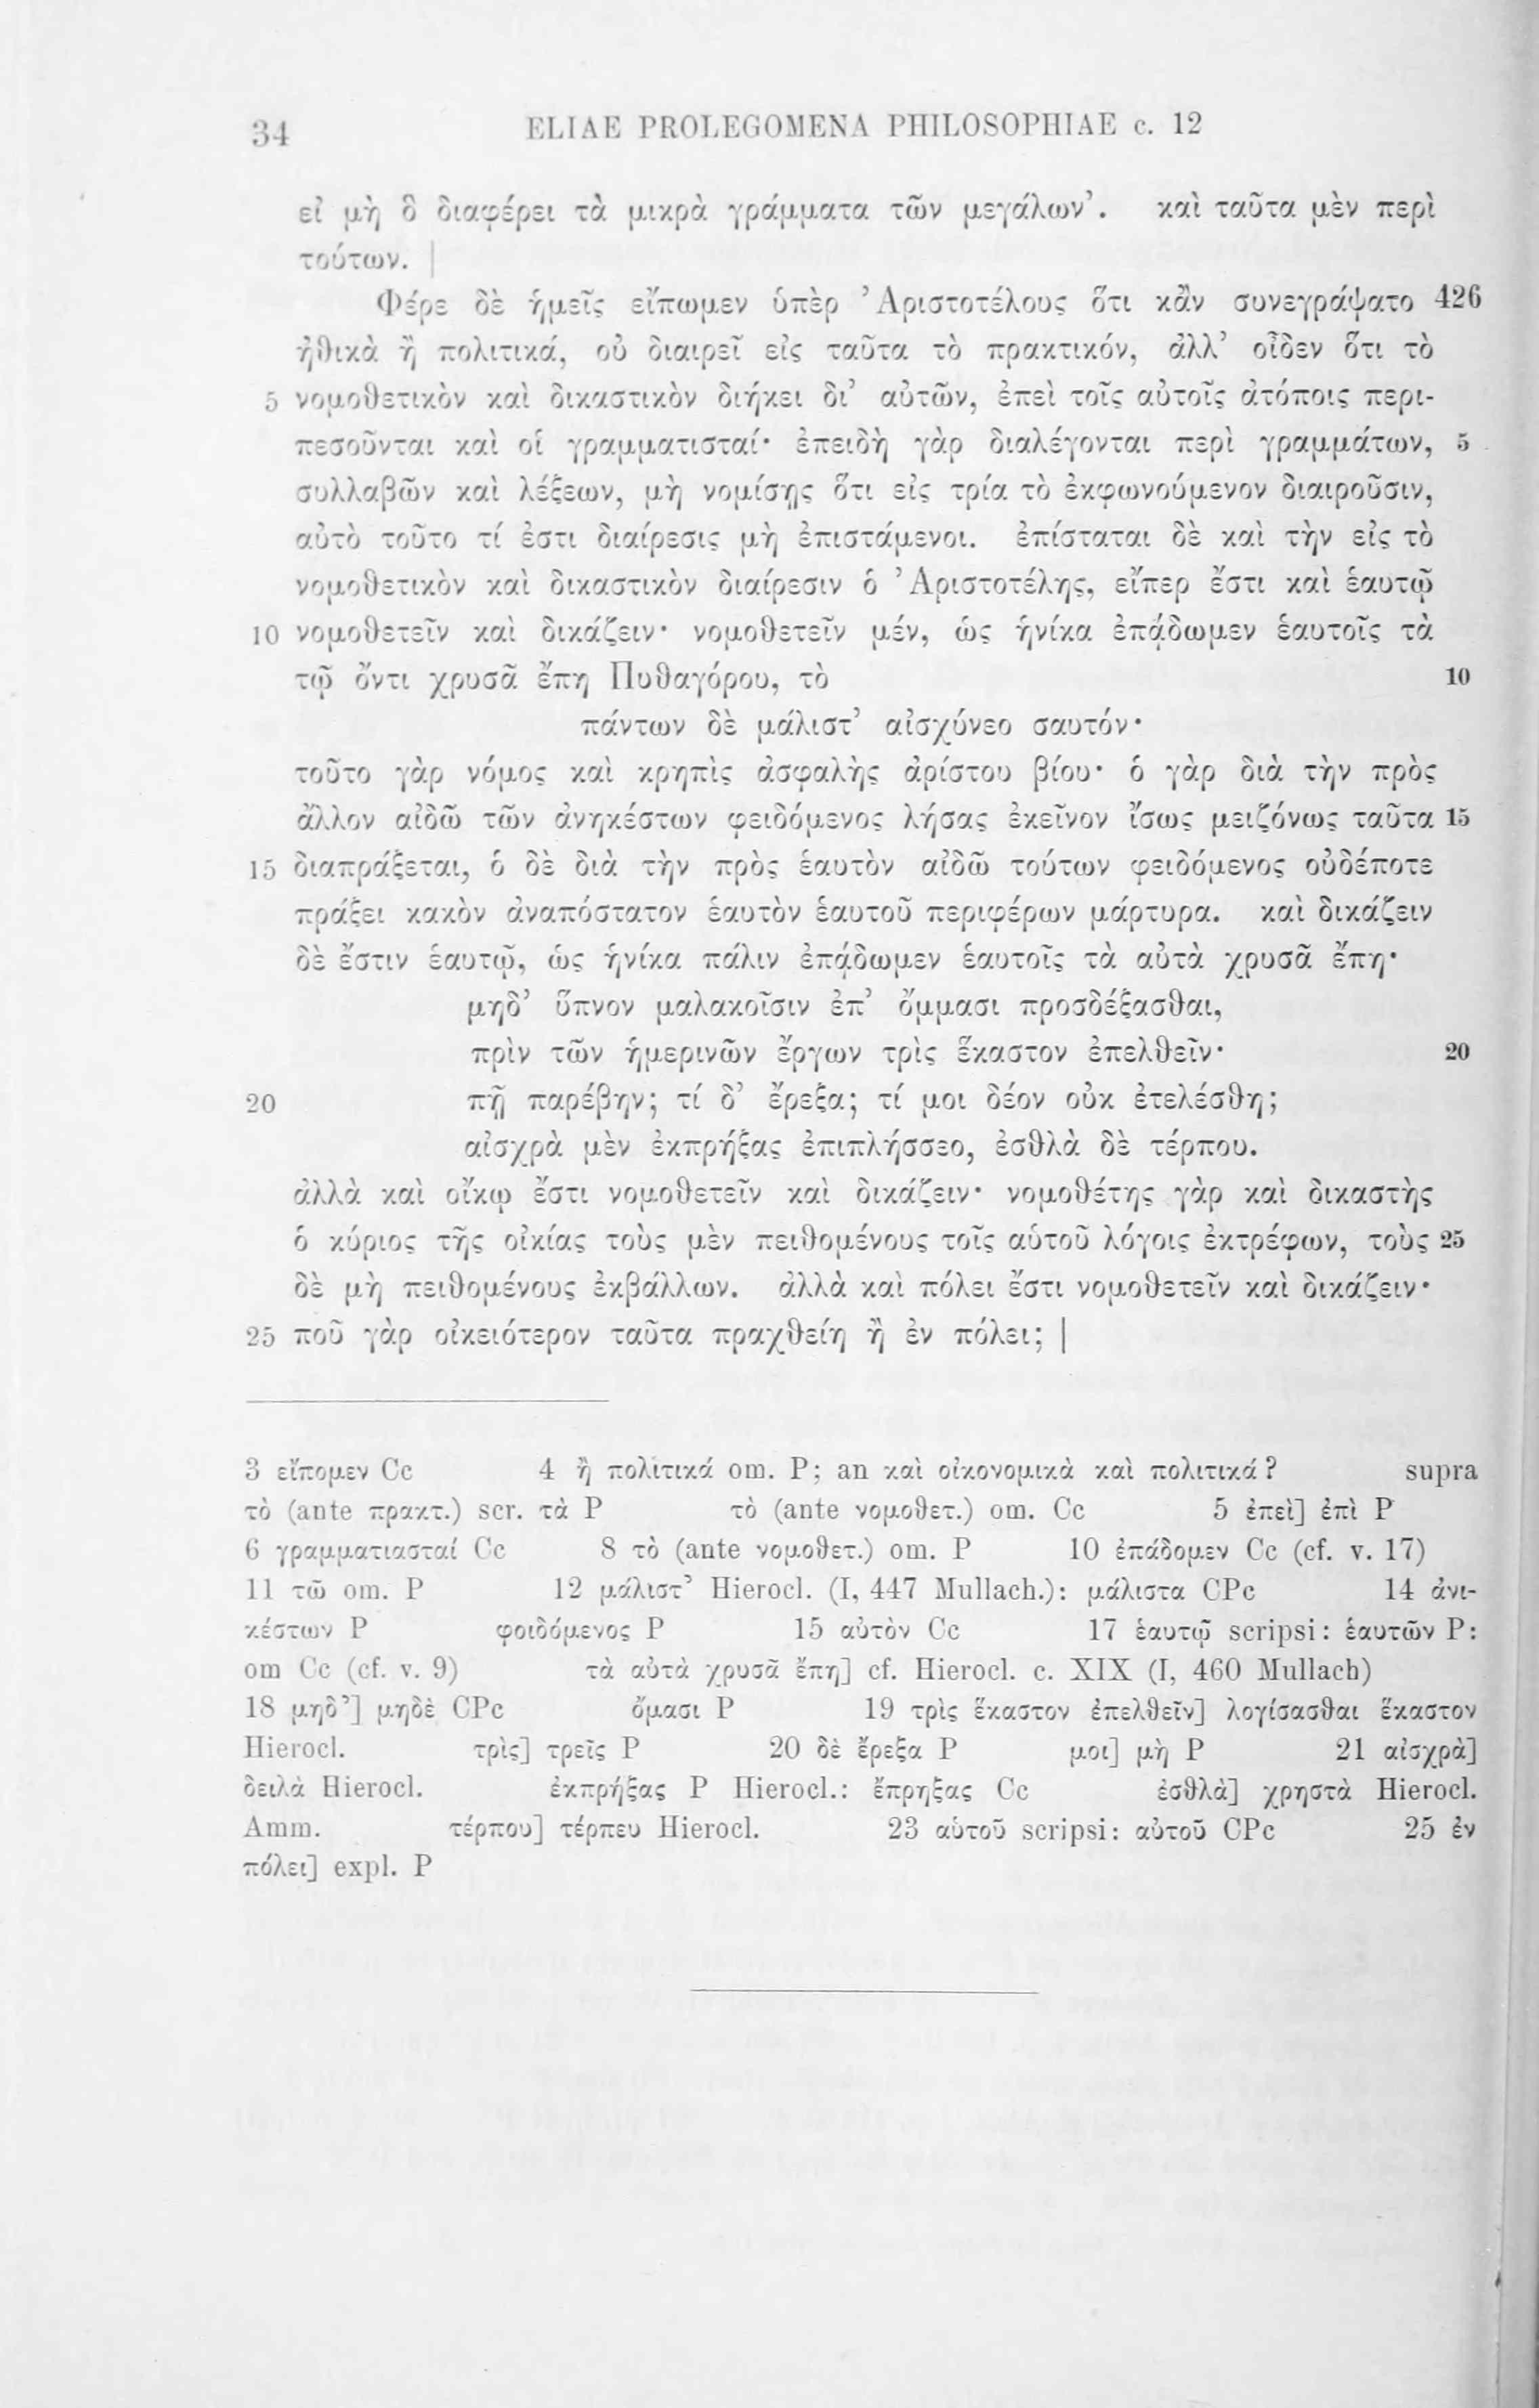 34 ELIAE PROLEGOMENA PHILOSOPHIAE c. 12
εἰ μὴ ὃ διαφέρει τὰ μικρὰ γράμματα τῶν μεγάλων’. καὶ ταῦτα μὲν περὶ
τούτων. |
Φέρε δὲ ἡμεῖς εἴπωμεν ὑπὲρ Ἀριστοτέλους ὅτι κἂν συνεγράψατο 426
ἠθικὰ ἢ πολιτικά, οὐ διαιρεῖ εἰς ταῦτα τὸ πρακτικόν, ἀλλ’ οἶδεν ὅτι τὸ
5 νομοθετικὸν καὶ δικαστικὸν διήκει δι’ αὐτῶν, ἐπεὶ τοῖς αὐτοῖς ἀτόποις περι-
πεσοῦνται καὶ οἱ γραμματισταί· ἐπειδὴ γὰρ διαλέγονται περὶ γραμμάτων, 5
συλλαβῶν καὶ λέξεων, μὴ νομίσῃς ὅτι εἰς τρία τὸ ἐκφωνούμενον διαιροῦσιν,
αὐτὸ τοῦτο τί ἐστι διαίρεσις μὴ ἐπιστάμενοι. ἐπίσταται δὲ καὶ τὴν εἰς τὸ
νομοθετικὸν καὶ δικαστικὸν διαίρεσιν ὁ Ἀριστοτέλης, εἴπερ ἔστι καὶ ἑαυτῷ
10 νομοθετεῖν καὶ δικάζειν· νομοθετεῖν μέν, ὡς ἡνίκα ἐπᾴδωμεν ἑαυτοῖς τὰ
τῷ ὄντι χρυσᾶ ἔπη Πυθαγόρου, τὸ 10
πάντων δὲ μάλιστ’ αἰσχύνεο σαυτόν·
τοῦτο γὰρ νόμος καὶ κρηπὶς ἀσφαλὴς ἀρίστου βίου· ὁ γὰρ διὰ τὴν πρὸς
ἄλλον αἰδῶ τῶν ἀνηκέστων φειδόμενος λήσας ἐκεῖνον ἴσως μειζόνως ταῦτα 15
15 διαπράξεται, ὁ δὲ διὰ τὴν πρὸς ἑαυτὸν αἰδῶ τούτων φειδόμενος οὐδέποτε
πράξει κακὸν ἀναπόστατον ἑαυτὸν ἑαυτοῦ περιφέρων μάρτυρα. καὶ δικάζειν
δὲ ἔστιν ἑαυτῷ, ὡς ἡνίκα πάλιν ἐπᾴδωμεν ἑαυτοῖς τὰ αὐτὰ χρυσᾶ ἔπη·
μηδ’ ὕπνον μαλακοῖσιν ἐπ’ ὄμμασι προσδέξασθαι,
πρὶν τῶν ἡμερινῶν ἔργων τρὶς ἕκαστον ἐπελθεῖν· 20
20 πῇ παρέβην; τί δ’ ἔρεξα; τί μοι δέον οὐκ ἐτελέσθη;
αἰσχρὰ μὲν ἐκπρήξας ἐπιπλήσσεο, ἐσθλὰ δὲ τέρπου.
ἀλλὰ καὶ οἴκῳ ἔστι νομοθετεῖν καὶ δικάζειν· νομοθέτης γὰρ καὶ δικαστὴς
ὁ κύριος τῆς οἰκίας τοὺς μὲν πειθομένους τοῖς αὑτοῦ λόγοις ἐκτρέφων, τοὺς 25
δὲ μὴ πειθομένους ἐκβάλλων. ἀλλὰ καὶ πόλει ἔστι νομοθετεῖν καὶ δικάζειν·
25 ποῦ γὰρ οἰκειότερον ταῦτα πραχθείη ἢ ἐν πόλει; |
3 εἴπομεν Cc 4 ἢ πολιτικά om. P; an καὶ οἰκονομικὰ καὶ πολιτικά? supra
τὸ (ante πρακτ.) scr. τὰ P τὸ (ante νομοθετ.) om. Cc 5 ἐπεὶ] ἐπὶ P
6 γραμματιασταί Cc 8 τὸ (ante νομοθετ.) om. P 10 ἐπάδομεν Cc (cf. v. 17)
11 τῶ om. P 12 μάλιστ’ Hierocl. (I, 447 Mullach.): μάλιστα CPc 14 ἀνι-
κέστων P φοιδόμενος P 15 αὐτὸν Cc 17 ἑαυτῷ scripsi: ἑαυτῶν P:
om Cc (cf. v. 9) τὰ αὐτὰ χρυσᾶ ἔπη] cf. Hierocl. c. XIX (I, 460 Mullach)
18 μηδ’] μηδὲ CPc ὄμασι P 19 τρὶς ἕκαστον ἐπελθεῖν] λογίσασθαι ἕκαστον
Hierocl. τρὶς] τρεῖς P 20 δὲ ἔρεξα P μοι] μὴ P 21 αἰσχρὰ]
δειλὰ Hierocl. ἐκπρήξας P Hierocl.: ἔπρηξας Cc ἐσθλὰ] χρηστὰ Hierocl.
Amm. τέρπου] τέρπευ Hierocl. 23 αὑτοῦ scripsi: αὐτοῦ CPc 25 ἐν
πόλει] expl. P